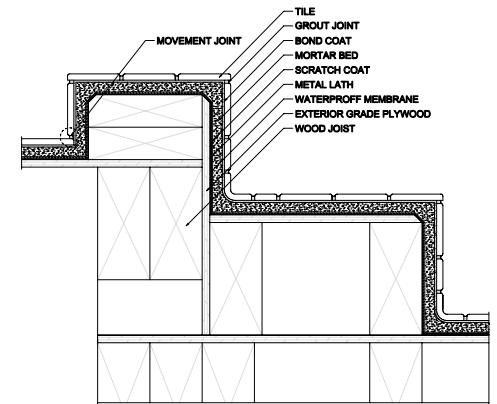 TILE
GROUT JOINT
MOVEMENT JOINT
BOND COAT
MORTAR BED
SCRATCH COAT
METAL LATH
WATERPROFF MEMBRANE
EXTERIOR GRADE PLYWOOD
WOOD JOIST